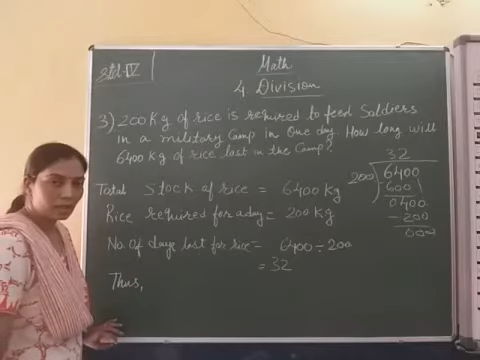 Std-IV
Math
4 Division
3) 200 Kg of rice is required to feed Soldiers
in a military Camp in One day. How long will
6400 Kg of rice last in the Camp?
Total Stock of rice = 6400 Kg
Rice required for a day = 200 Kg
No. of days last for rice = 6400 ÷ 200
= 32
Thus,
32
200) 6400
600
0400
- 200
000